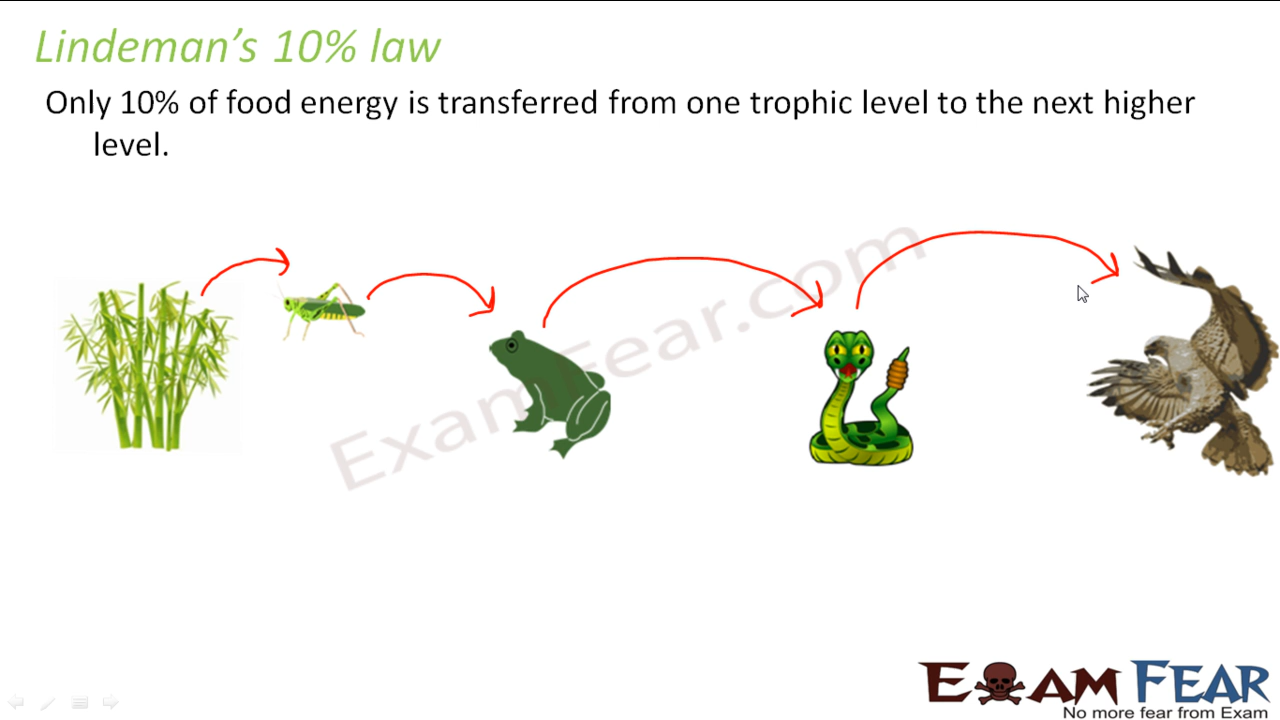 Lindeman’s 10% law
Only 10% of food energy is transferred from one trophic level to the next higher
level.
ExamFear.com
EXAM FEAR
No more fear from Exam